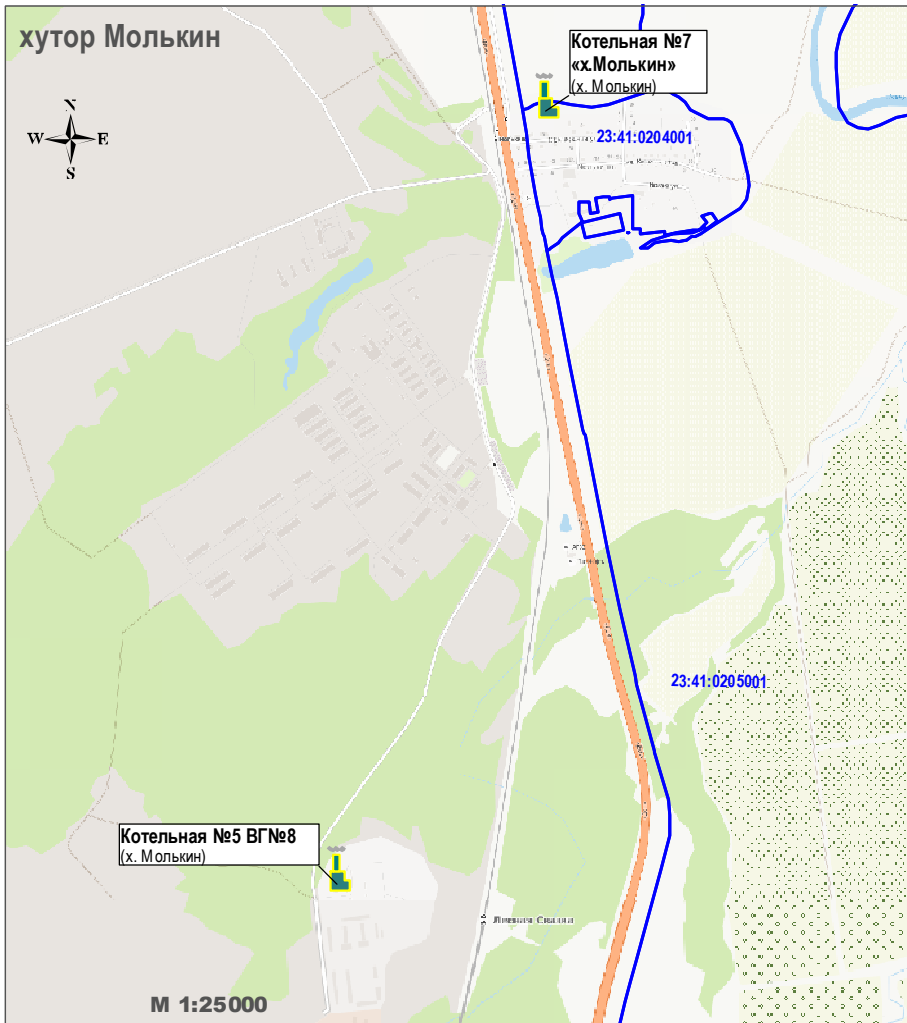 хутор Молькин
Котельная №7
«х.Молькин»
(х. Молькин)
N
W E
S
23:41:0204001
23:41:0205001
Котельная №5 ВГ№8
(х. Молькин)
М 1:25000